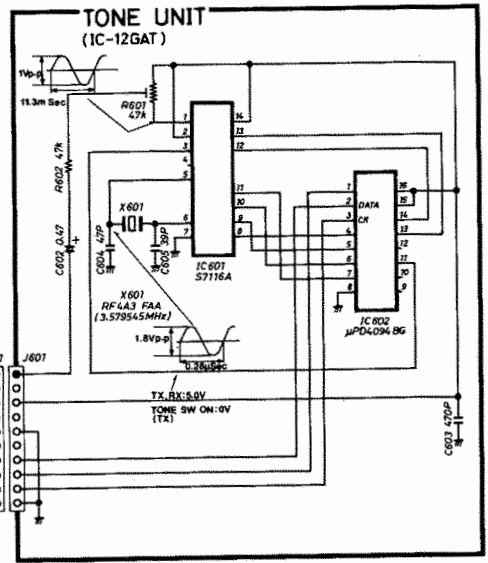 TONE UNIT
(IC-12GAT)
1Vp-p
11.3m Sec
R601
47k
R602 47k
C602 0.47
+
1
2
3
4
5
6
7
14
13
12
11
10
9
8
IC601
S7116A
X601
C604 47P
C605 39P
X601
RF4A3 FAA
(3.579545MHz)
1.8Vp-p
0.28μSec
1
2
3
4
5
6
7
8
DATA
CK
16
15
14
13
12
11
10
9
IC602
μPD4094BG
J601
TX,RX:5.0V
TONE SW ON:0V
(TX)
C603 470P